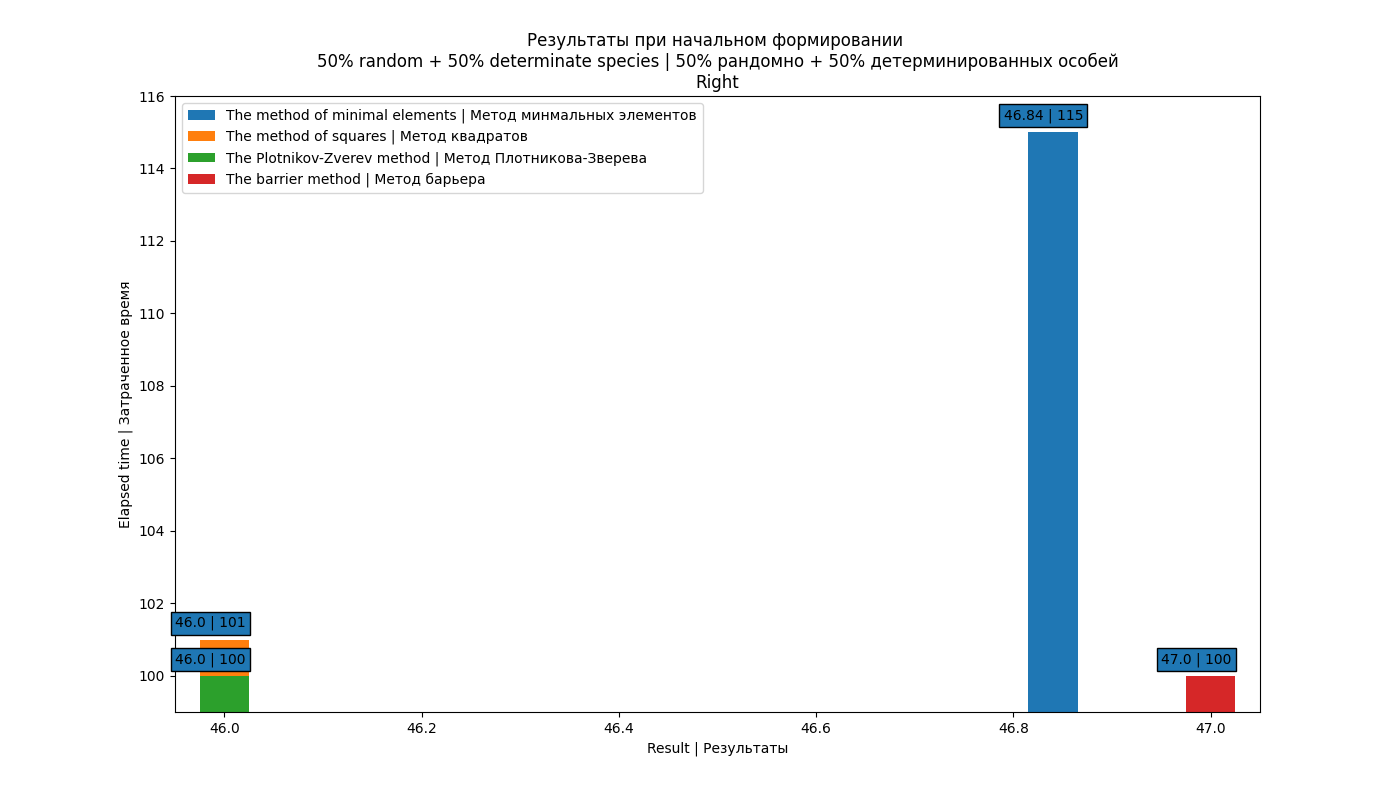 Результаты при начальном формировании
50% random + 50% determinate species | 50% рандомно + 50% детерминированных особей
Right
The method of minimal elements | Метод минмальных элементов
The method of squares | Метод квадратов
The Plotnikov-Zverev method | Метод Плотникова-Зверева
The barrier method | Метод барьера
46.84 | 115
46.0 | 101
46.0 | 100
47.0 | 100
Elapsed time | Затраченное время
116
114
112
110
108
106
104
102
100
46.0 46.2 46.4 46.6 46.8 47.0
Result | Результаты